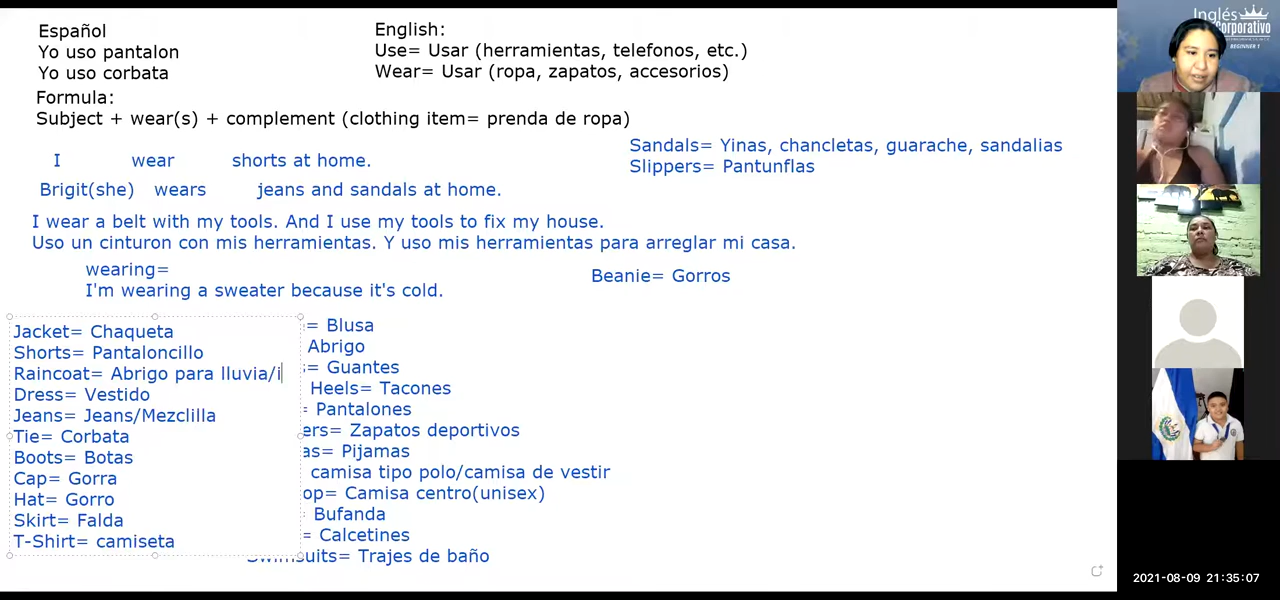 Español
Yo uso pantalon
Yo uso corbata
English:
Use= Usar (herramientas, telefonos, etc.)
Wear= Usar (ropa, zapatos, accesorios)
Formula:
Subject + wear(s) + complement (clothing item= prenda de ropa)
Sandals= Yinas, chancletas, guarache, sandalias
Slippers= Pantunflas
I wear shorts at home.
Brigit(she) wears jeans and sandals at home.
I wear a belt with my tools. And I use my tools to fix my house.
Uso un cinturon con mis herramientas. Y uso mis herramientas para arreglar mi casa.
wearing=
I'm wearing a sweater because it's cold.
Beanie= Gorros
Jacket= Chaqueta
Shorts= Pantaloncillo
Raincoat= Abrigo para lluvia/i
Dress= Vestido
Jeans= Jeans/Mezclilla
Tie= Corbata
Boots= Botas
Cap= Gorra
Hat= Gorro
Skirt= Falda
T-Shirt= camiseta
= Blusa
Abrigo
s= Guantes
Heels= Tacones
= Pantalones
ers= Zapatos deportivos
as= Pijamas
camisa tipo polo/camisa de vestir
op= Camisa centro(unisex)
Bufanda
= Calcetines
Swimsuits= Trajes de baño
Inglés
Corporativo
BEGINNER 1
2021-08-09 21:35:07